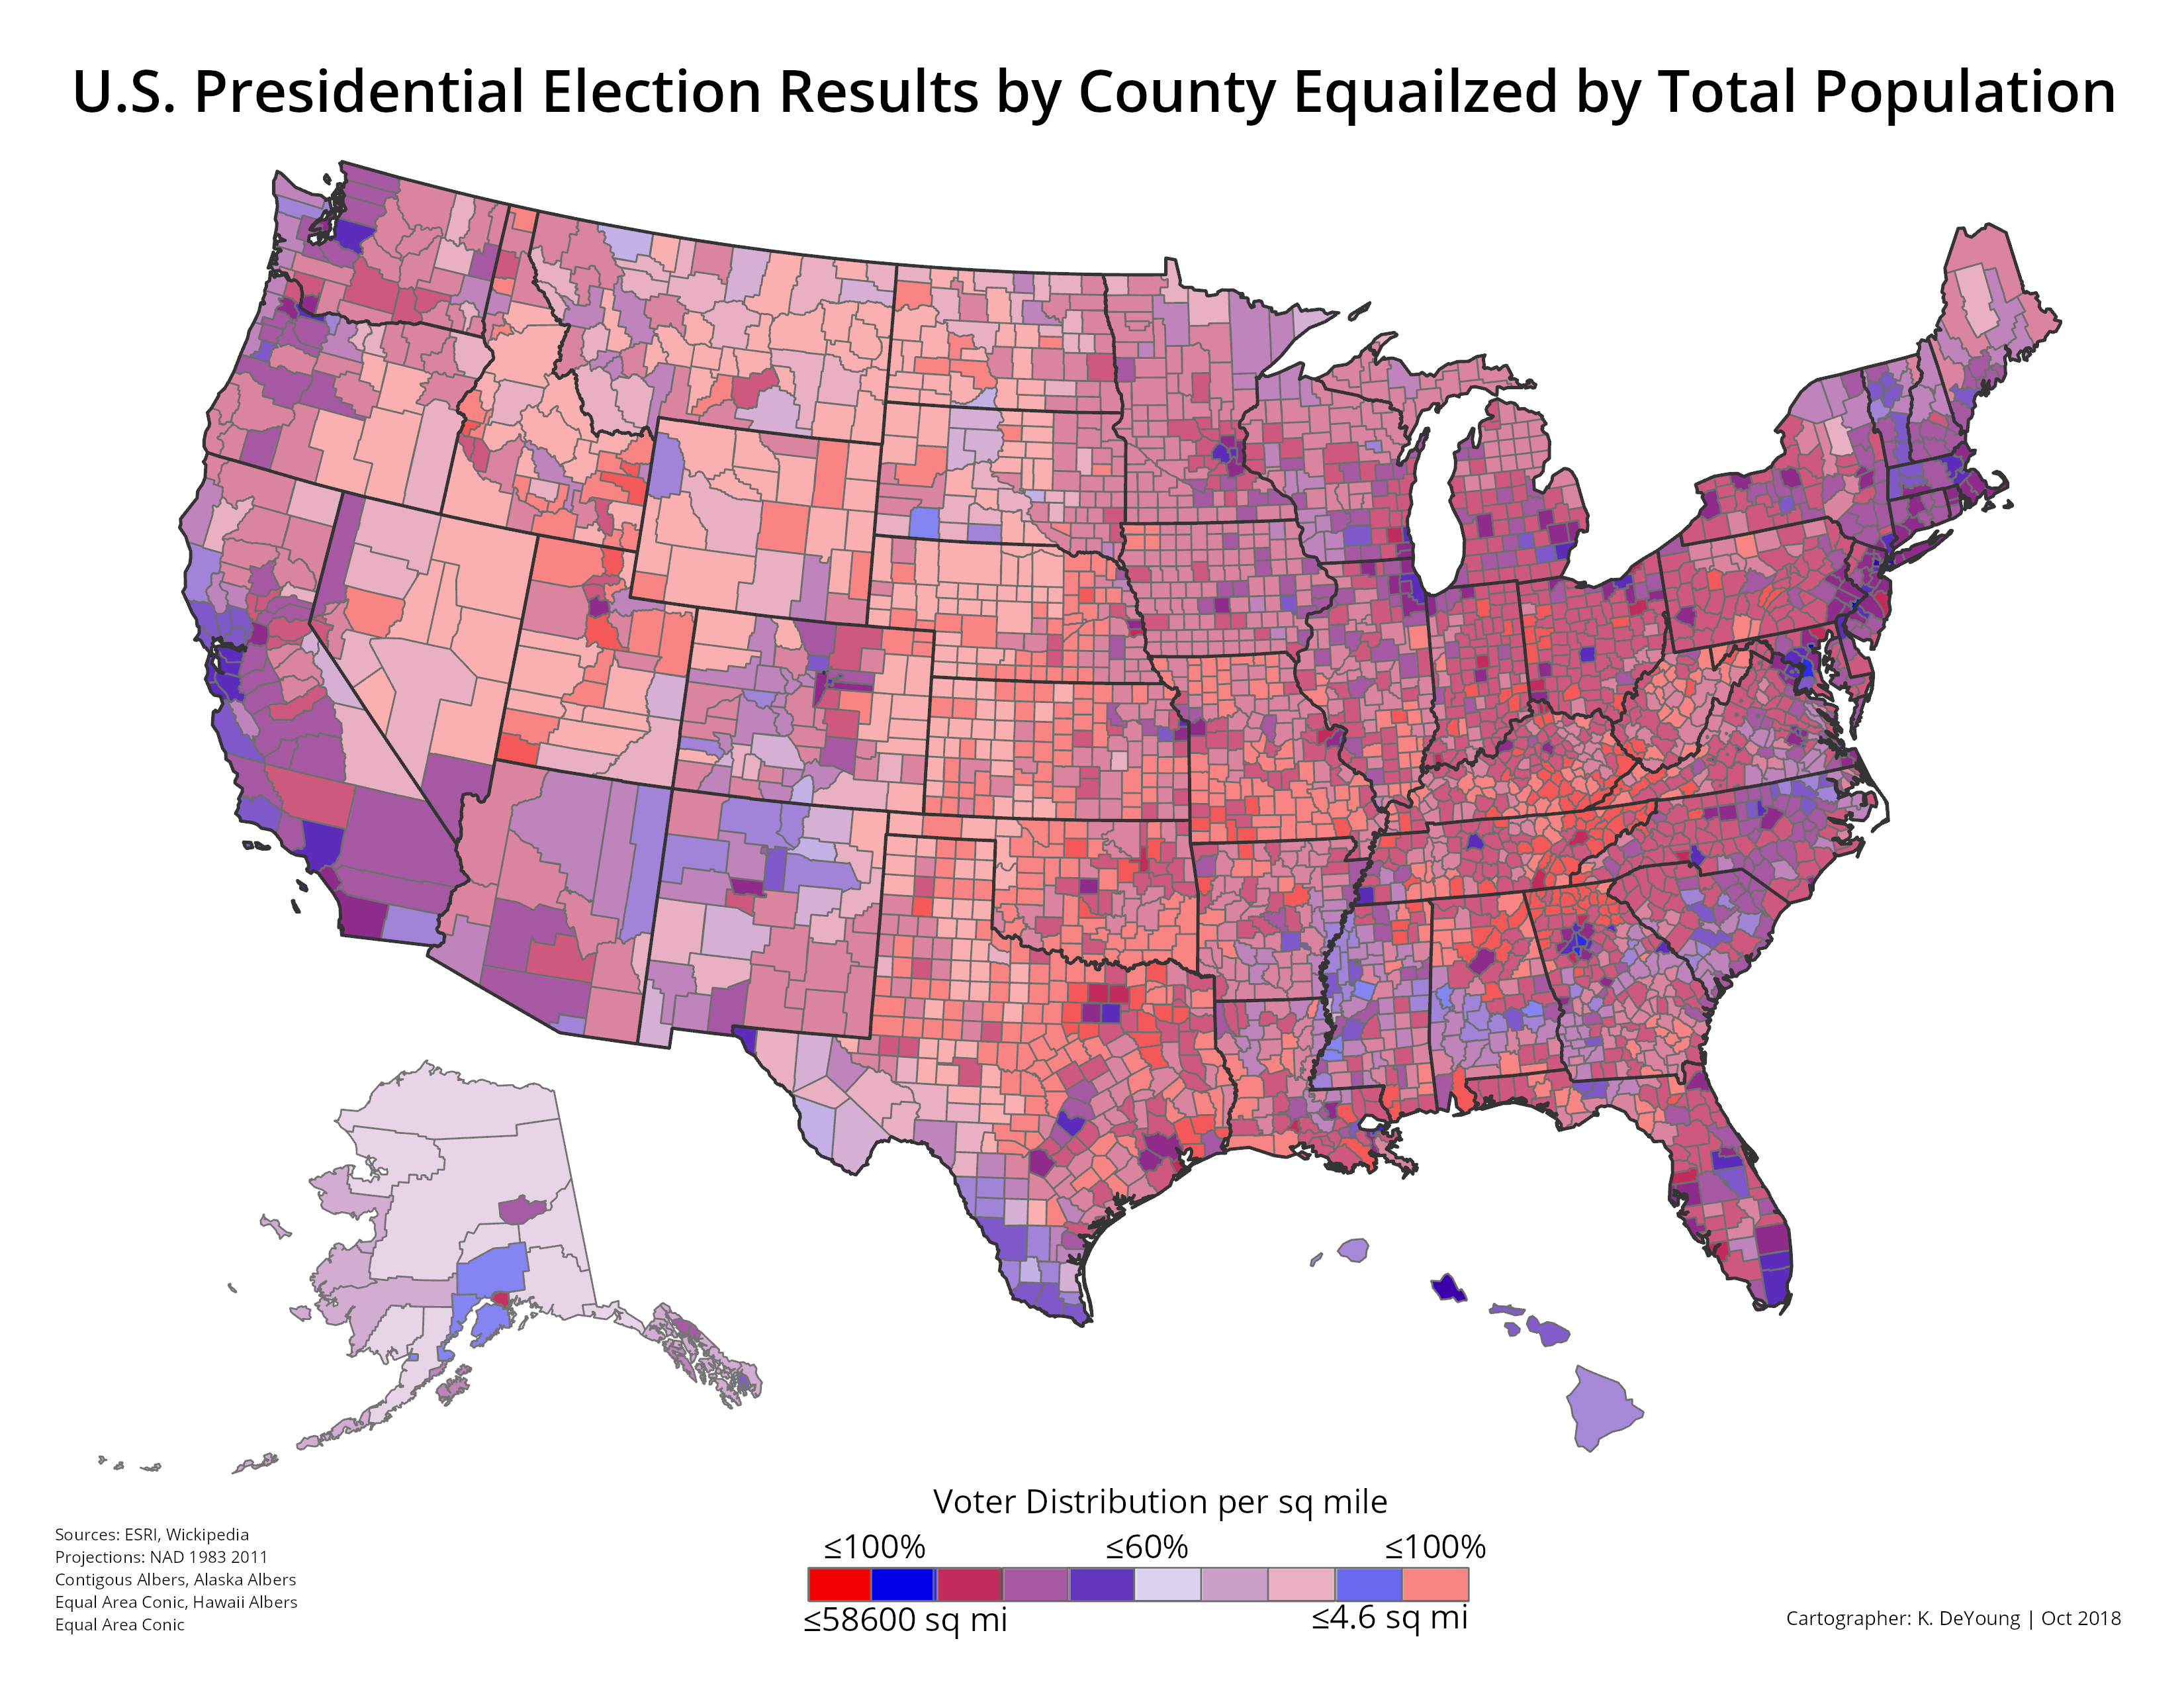 U.S. Presidential Election Results by County Equailzed by Total Population
Voter Distribution per sq mile
≤100% ≤60% ≤100%
≤58600 sq mi ≤4.6 sq mi
Sources: ESRI, Wickipedia
Projections: NAD 1983 2011
Contigous Albers, Alaska Albers
Equal Area Conic, Hawaii Albers
Equal Area Conic
Cartographer: K. DeYoung | Oct 2018